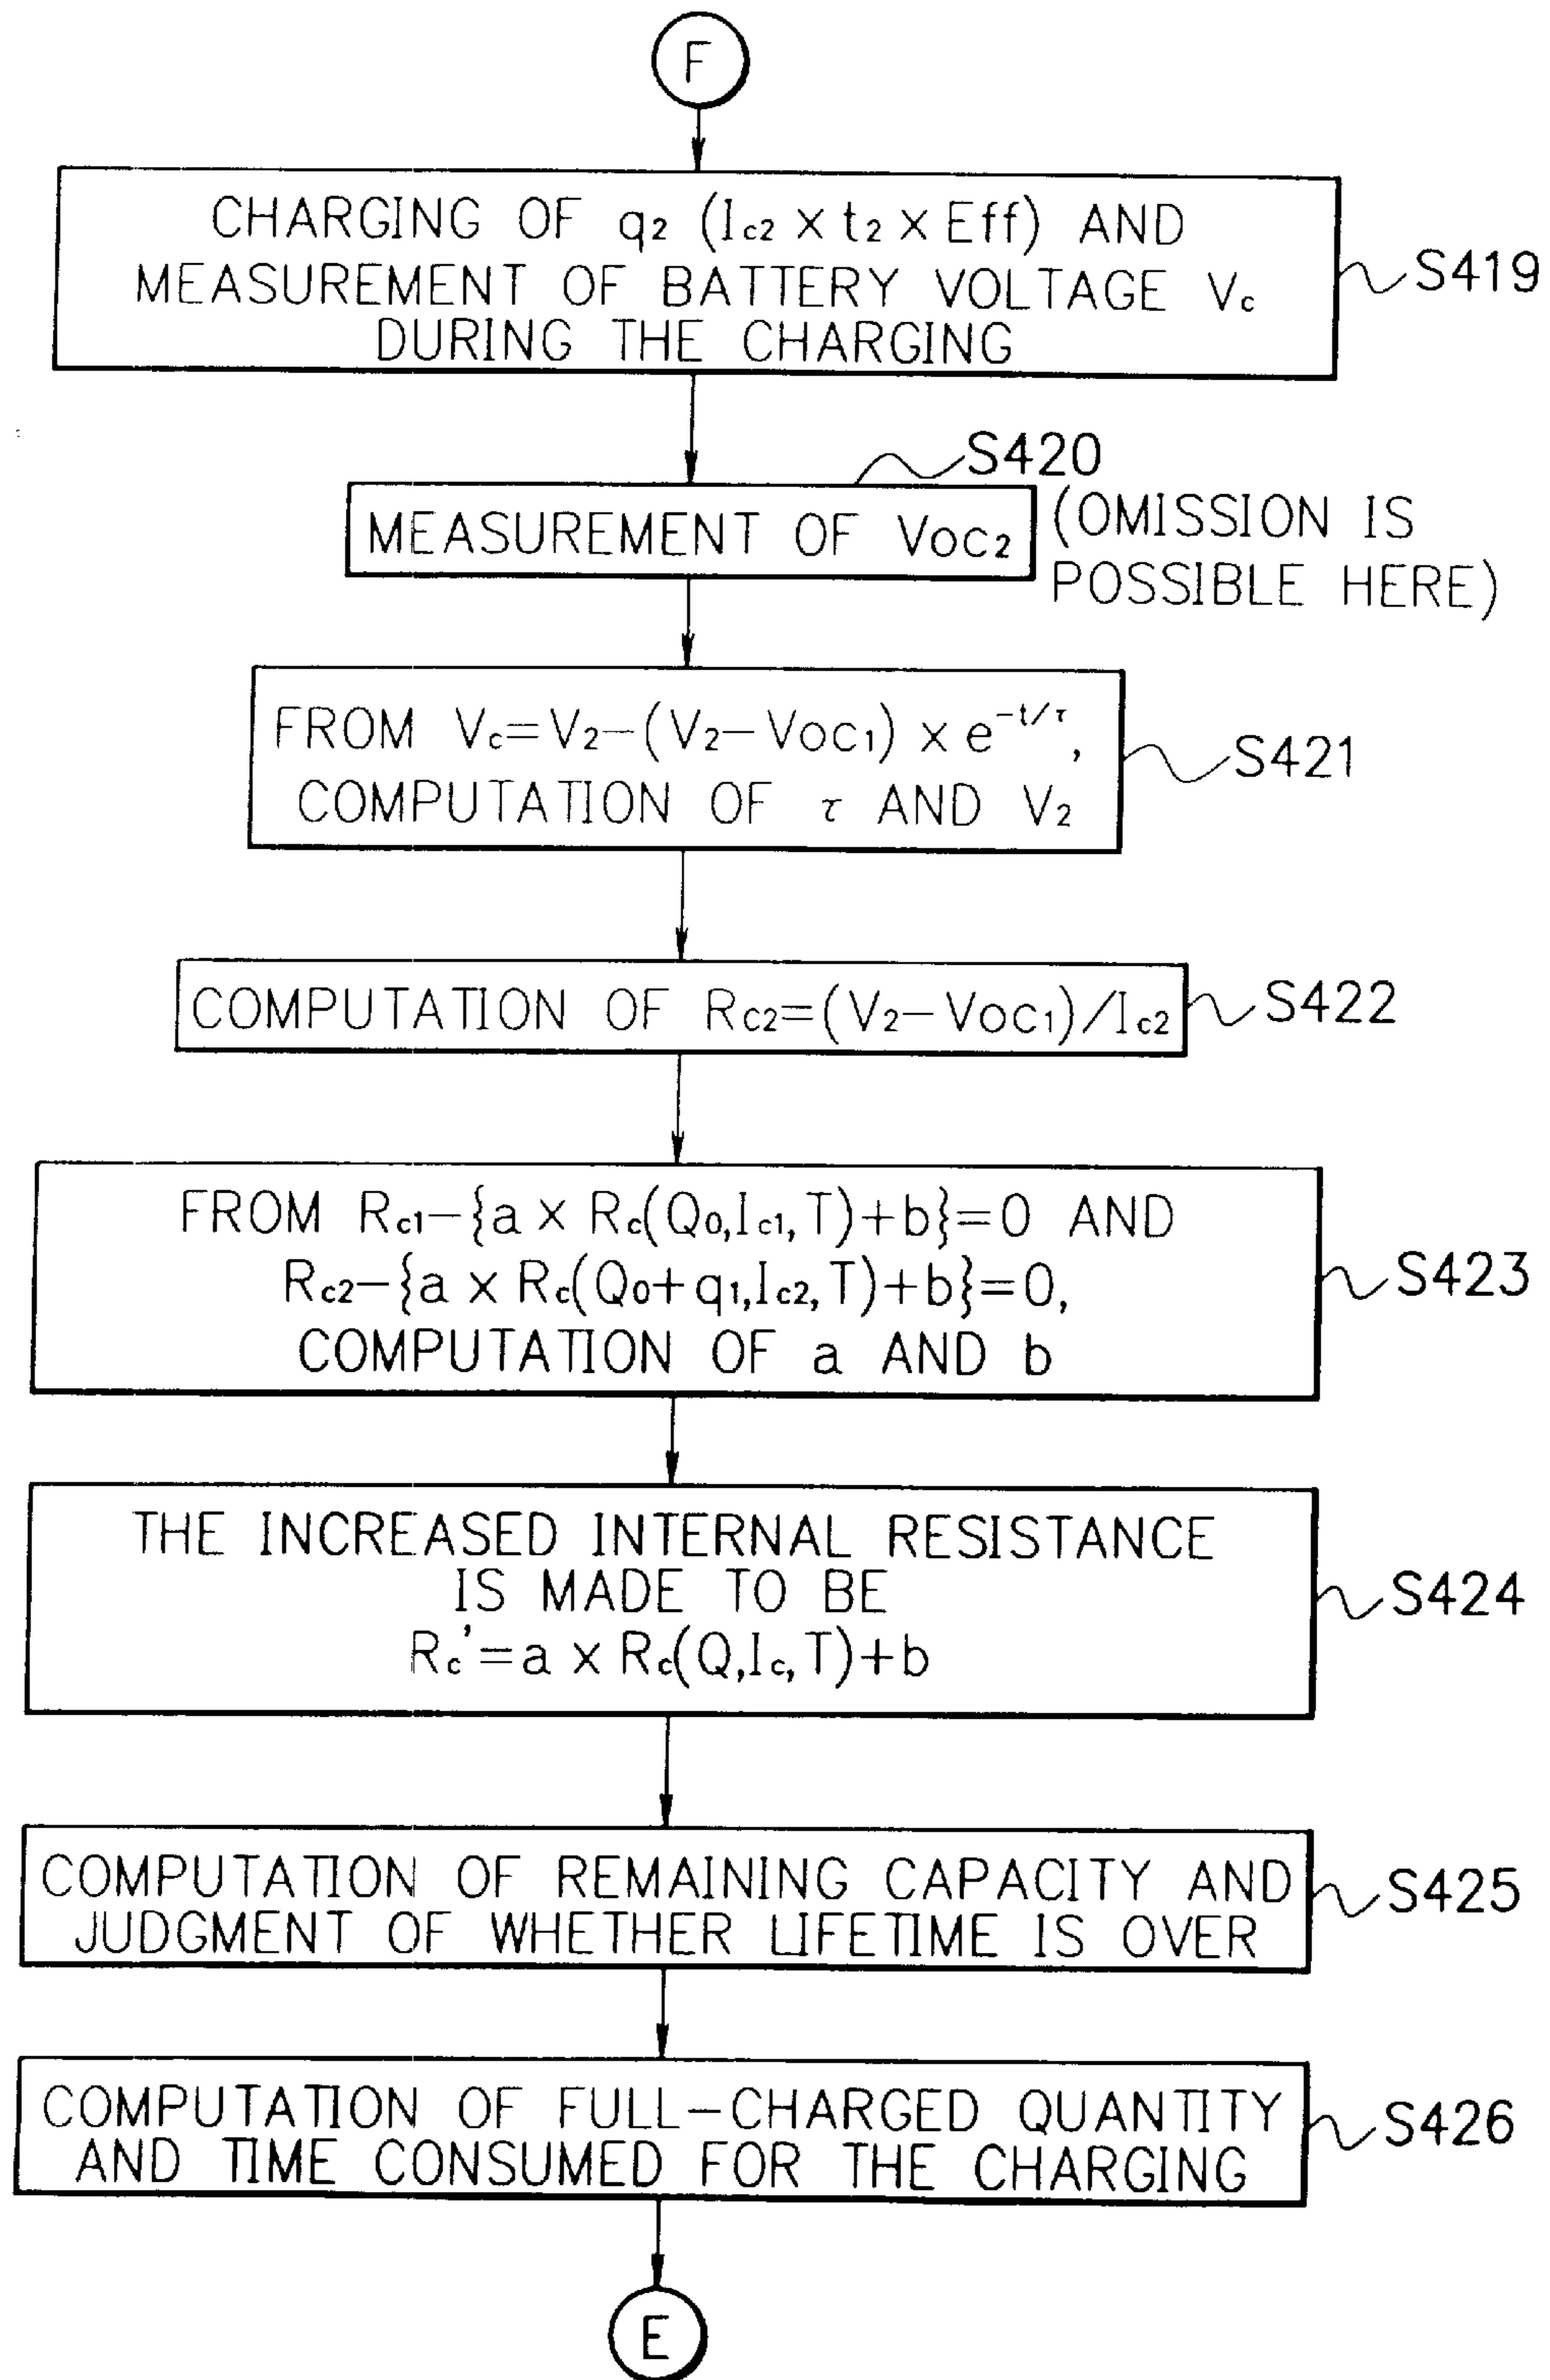 F
CHARGING OF q₂ (I꜀₂ × t₂ × Eff) AND
MEASUREMENT OF BATTERY VOLTAGE V꜀
DURING THE CHARGING
S419
S420
MEASUREMENT OF Voc₂
(OMISSION IS
POSSIBLE HERE)
FROM Vc=V₂−(V₂−Voc₁) × e^{−t/τ},
COMPUTATION OF τ AND V₂
S421
COMPUTATION OF Rc₂=(V₂−Voc₁)/Ic₂
S422
FROM Rc₁−{a × Rc(Q₀,Ic₁,T)+b}=0 AND
Rc₂−{a × Rc(Q₀+q₁,Ic₂,T)+b}=0,
COMPUTATION OF a AND b
S423
THE INCREASED INTERNAL RESISTANCE
IS MADE TO BE
Rc'=a × Rc(Q,Ic,T)+b
S424
COMPUTATION OF REMAINING CAPACITY AND
JUDGMENT OF WHETHER LIFETIME IS OVER
S425
COMPUTATION OF FULL-CHARGED QUANTITY
AND TIME CONSUMED FOR THE CHARGING
S426
E